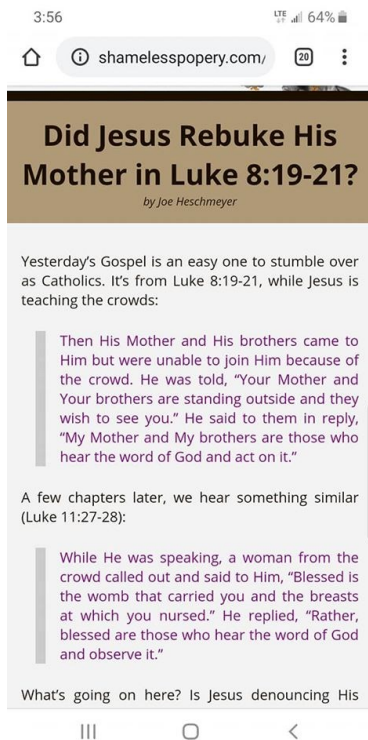 3:56
LTE
64%
shamelesspopery.com/
20
Did Jesus Rebuke His
Mother in Luke 8:19-21?
by Joe Heschmeyer
Yesterday's Gospel is an easy one to stumble over
as Catholics. It's from Luke 8:19-21, while Jesus is
teaching the crowds:
Then His Mother and His brothers came to
Him but were unable to join Him because of
the crowd. He was told, “Your Mother and
Your brothers are standing outside and they
wish to see you.” He said to them in reply,
“My Mother and My brothers are those who
hear the word of God and act on it.”
A few chapters later, we hear something similar
(Luke 11:27-28):
While He was speaking, a woman from the
crowd called out and said to Him, “Blessed is
the womb that carried you and the breasts
at which you nursed.” He replied, “Rather,
blessed are those who hear the word of God
and observe it.”
What's going on here? Is Jesus denouncing His